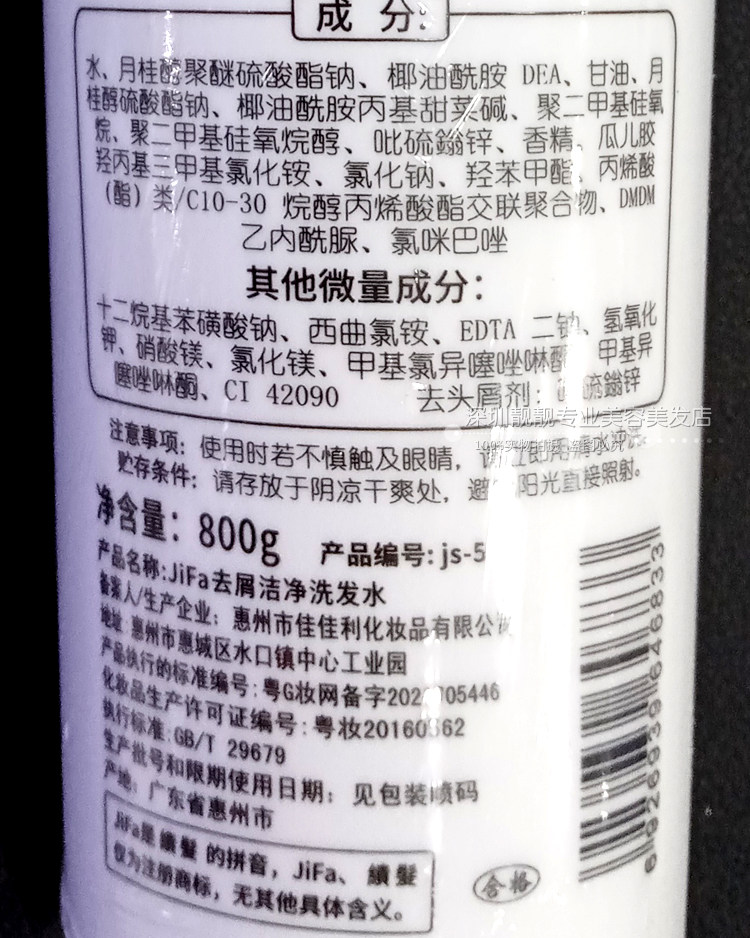 成 分:
水、月桂醇聚醚硫酸酯钠、椰油酰胺 DEA、甘油、月
桂醇硫酸酯钠、椰油酰胺丙基甜菜碱、聚二甲基硅氧
烷、聚二甲基硅氧烷醇、吡硫鎓锌、香精、瓜儿胶
羟丙基三甲基氯化铵、氯化钠、羟苯甲酯、丙烯酸
(酯) 类/C10-30 烷醇丙烯酸酯交联聚合物、DMDM
乙内酰脲、氯咪巴唑
其他微量成分:
十二烷基苯磺酸钠、西曲氯铵、EDTA 二钠、氢氧化
钾、硝酸镁、氯化镁、甲基氯异噻唑啉酮、甲基异
噻唑啉酮、CI 42090 去头屑剂: 硫鎓锌
深圳靓靓专业美容美发店
注意事项: 使用时若不慎触及眼睛,
贮存条件: 请存放于阴凉干爽处, 避 阳光直接照射。
净含量: 800g 产品编号: js-5
产品名称:JiFa去屑洁净洗发水
备案人/生产企业: 惠州市佳佳利化妆品有限公
地址:惠州市惠城区水口镇中心工业园
产品执行的标准编号:粤G妆网备字202 705446
化妆品生产许可证编号:粤妆20160 62
执行标准:GB/T 29679
生产批号和限期使用日期: 见包装喷码
产地: 广东省惠州市
JiFa是 績髮 的拼音, JiFa、 績髮
仅为注册商标, 无其他具体含义。
合格
6926939646833